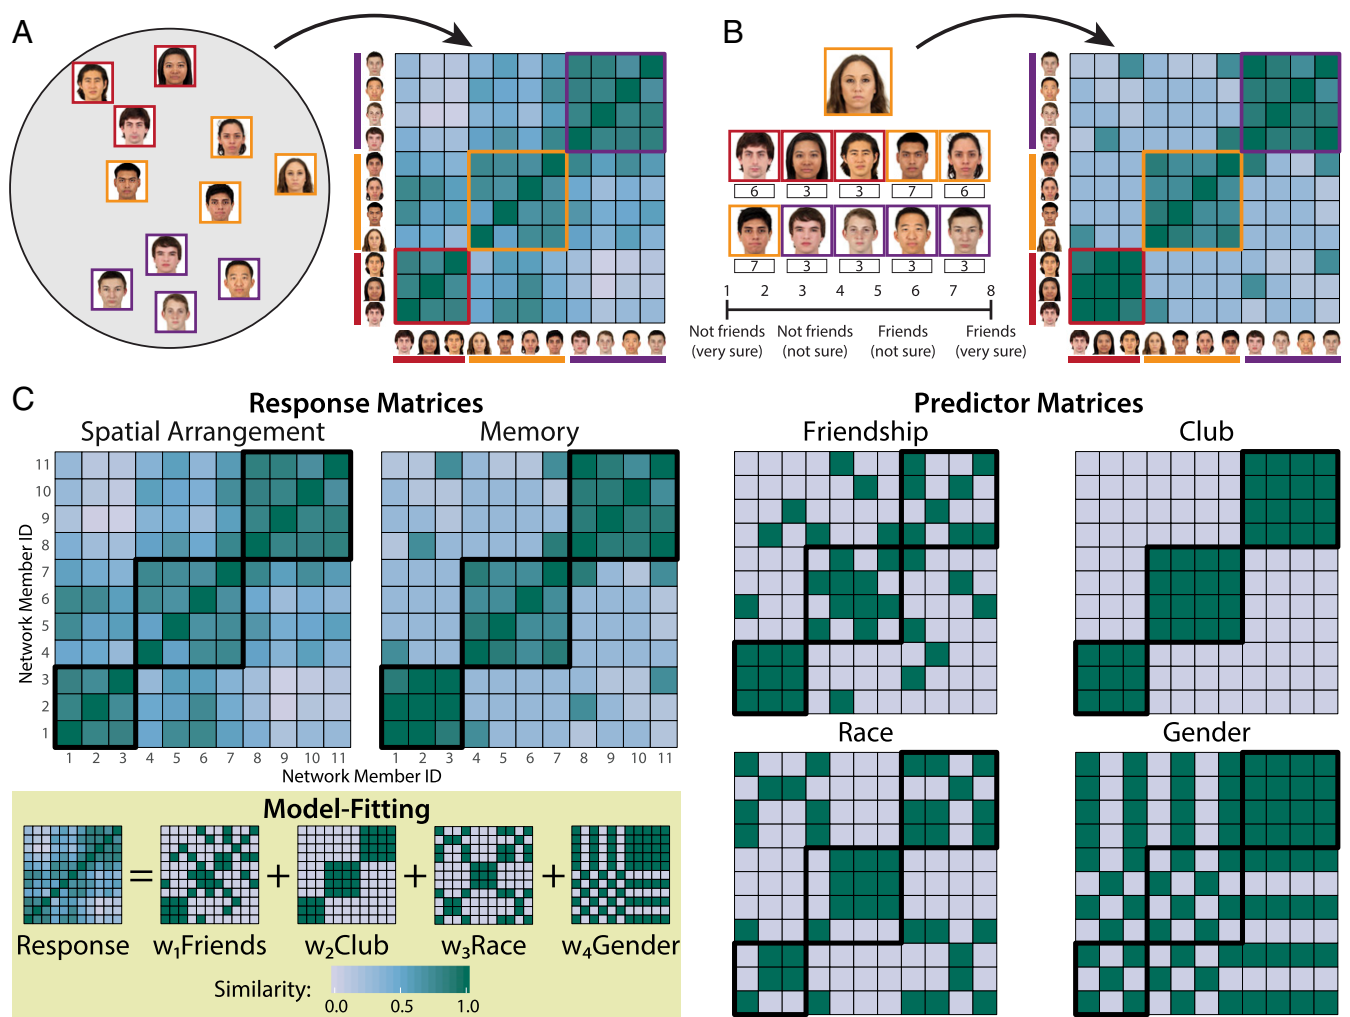 A
B
6 3 3 7 6
7 3 3 3 3
1 2 3 4 5 6 7 8
Not friends (very sure)
Not friends (not sure)
Friends (not sure)
Friends (very sure)
C
Response Matrices
Spatial Arrangement
Memory
Network Member ID
11
10
9
8
7
6
5
4
3
2
1
1 2 3 4 5 6 7 8 9 10 11
1 2 3 4 5 6 7 8 9 10 11
Network Member ID
Predictor Matrices
Friendship
Club
Race
Gender
Model-Fitting
= + + +
Response w₁Friends w₂Club w₃Race w₄Gender
Similarity:
0.0 0.5 1.0